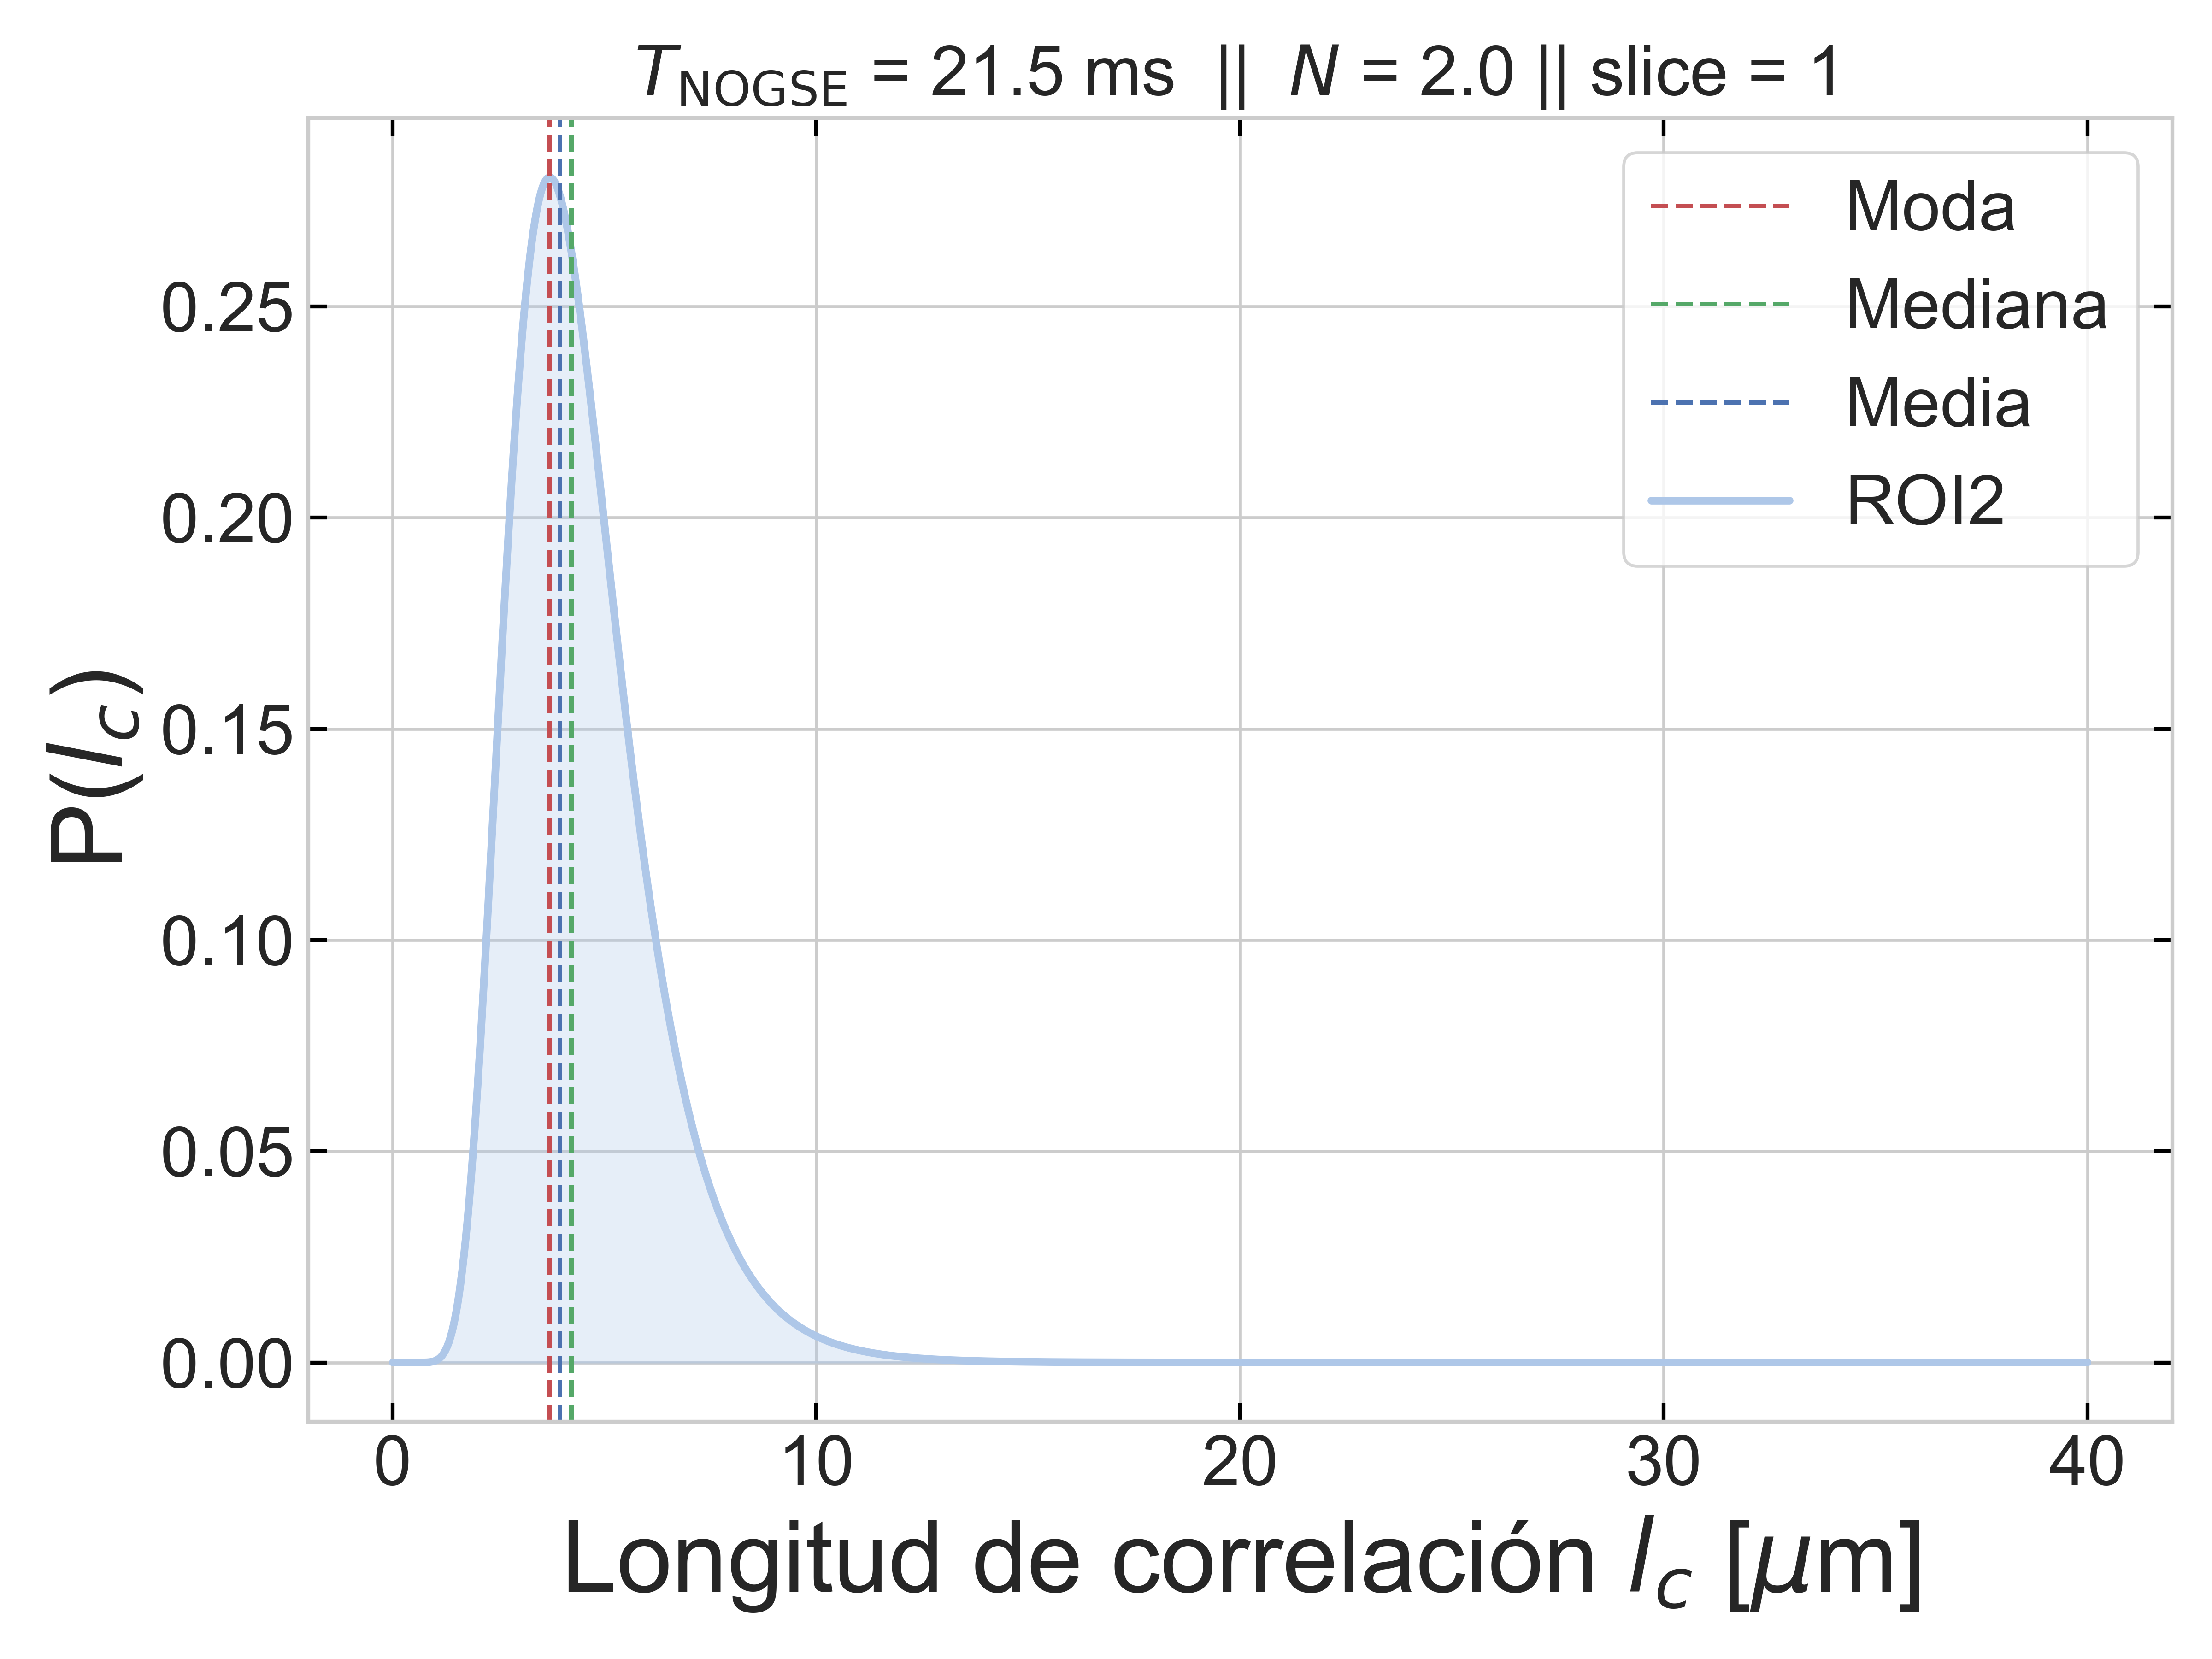 T_NOGSE = 21.5 ms || N = 2.0 || slice = 1
Moda
Mediana
Media
ROI2
P(l_c)
0.25
0.20
0.15
0.10
0.05
0.00
0 10 20 30 40
Longitud de correlación l_c [μm]